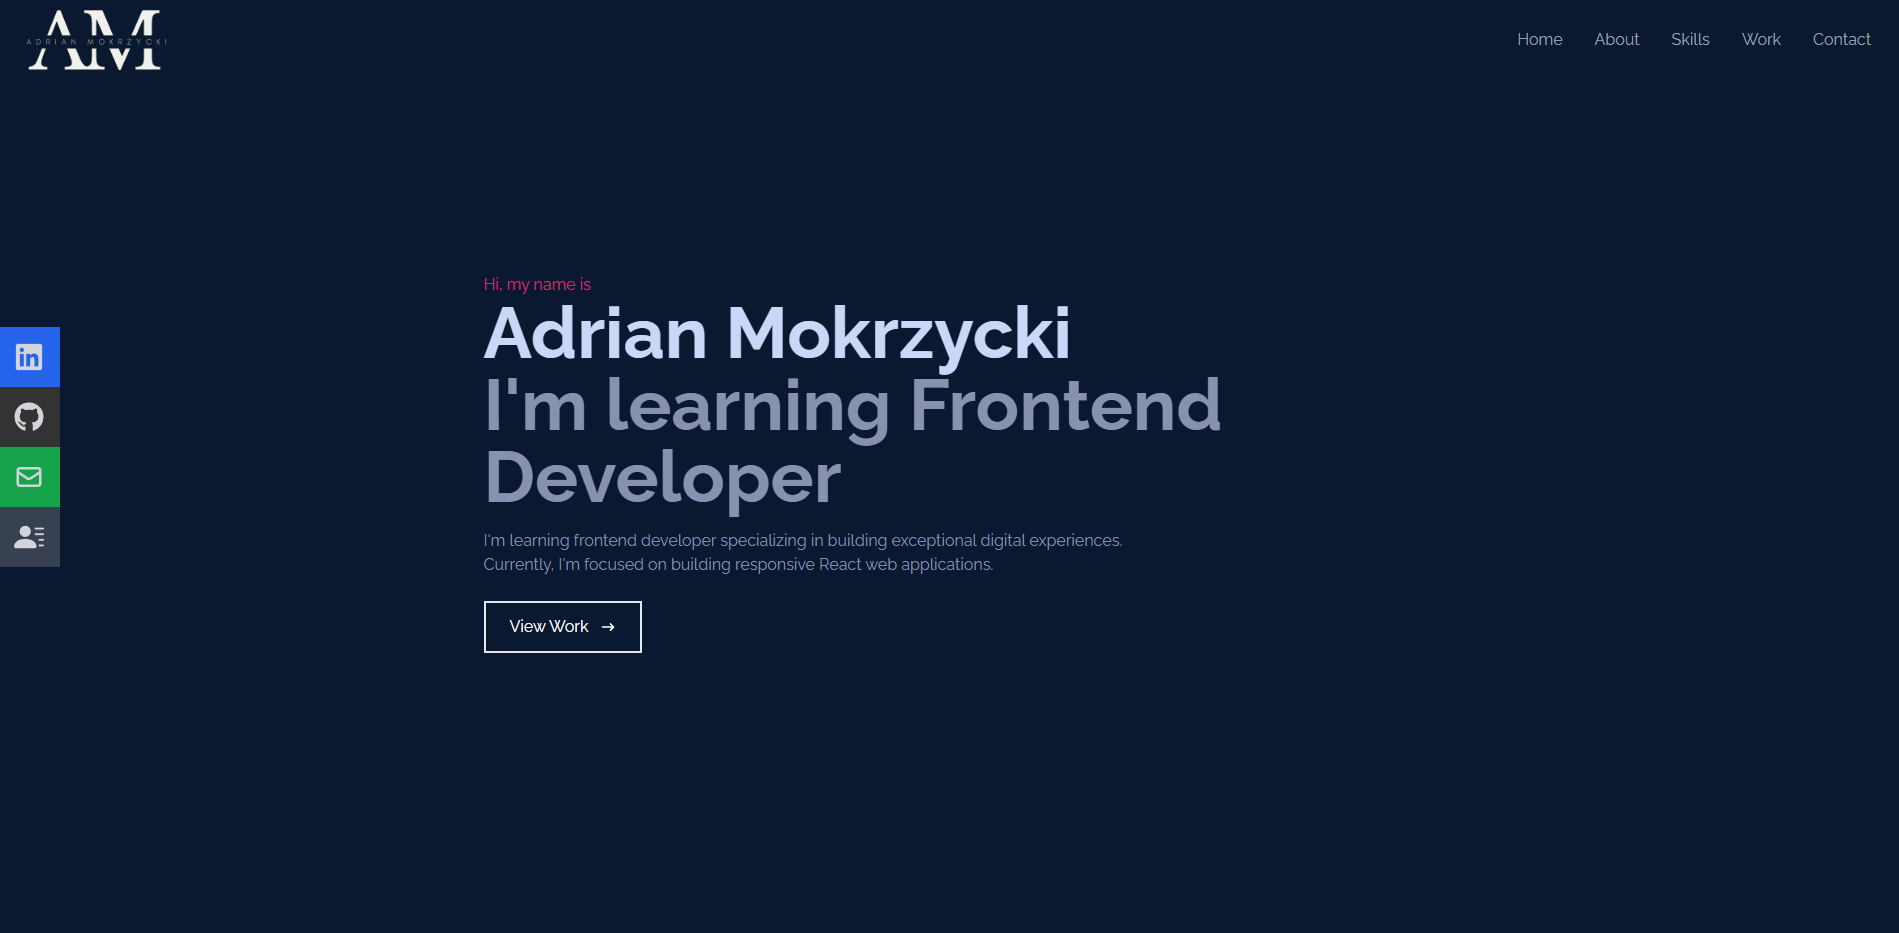 AM
ADRIAN MOKRZYCKI
Home About Skills Work Contact
Hi, my name is
Adrian Mokrzycki
I'm learning Frontend
Developer
in
I'm learning frontend developer specializing in building exceptional digital experiences.
Currently, I'm focused on building responsive React web applications.
View Work →